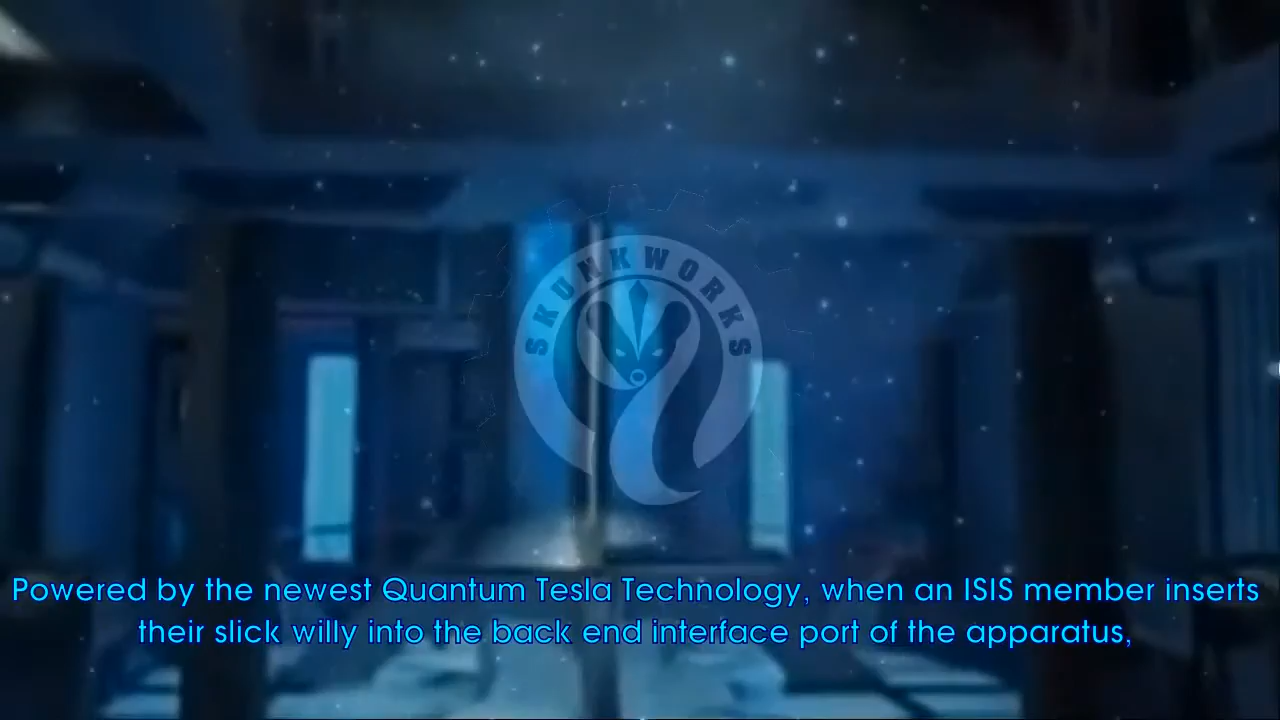 SKUNKWORKS
Powered by the newest Quantum Tesla Technology, when an ISIS member inserts
their slick willy into the back end interface port of the apparatus,